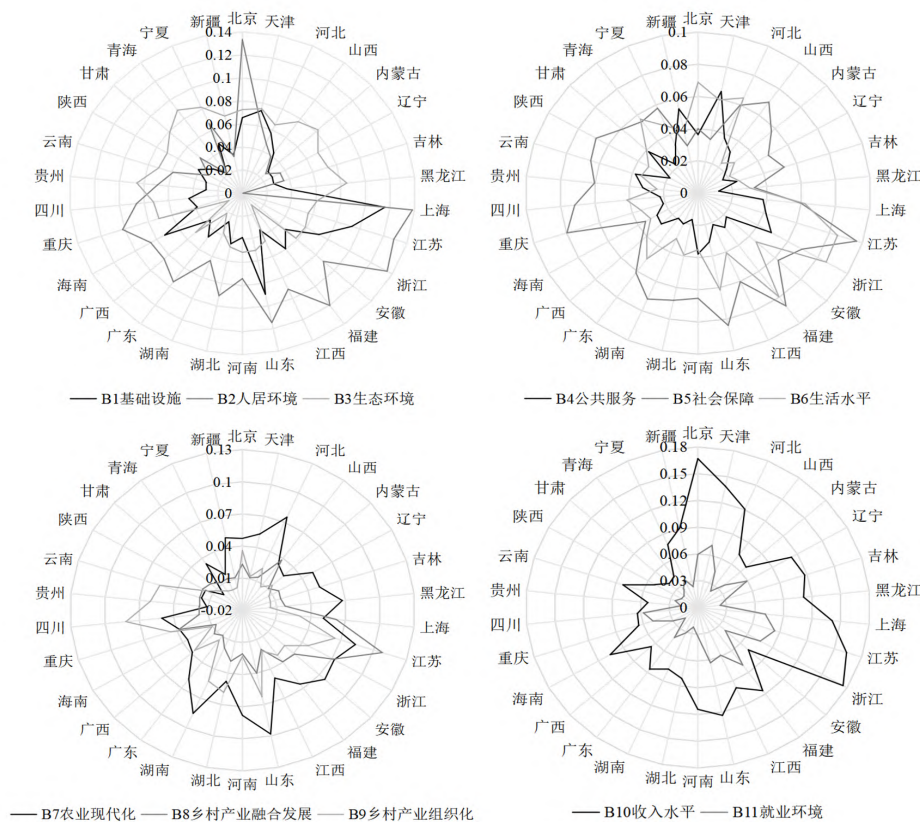 北京
天津
河北
山西
内蒙古
辽宁
吉林
黑龙江
上海
江苏
浙江
安徽
福建
江西
山东
河南
湖北
湖南
广东
广西
海南
重庆
四川
贵州
云南
陕西
甘肃
青海
宁夏
新疆
0.14
0.12
0.1
0.08
0.06
0.04
0.02
0
B1基础设施 B2人居环境 B3生态环境
北京
天津
河北
山西
内蒙古
辽宁
吉林
黑龙江
上海
江苏
浙江
安徽
福建
江西
山东
河南
湖北
湖南
广东
广西
海南
重庆
四川
贵州
云南
陕西
甘肃
青海
宁夏
新疆
0.1
0.08
0.06
0.04
0.02
0
B4公共服务 B5社会保障 B6生活水平
北京
天津
河北
山西
内蒙古
辽宁
吉林
黑龙江
上海
江苏
浙江
安徽
福建
江西
山东
河南
湖北
湖南
广东
广西
海南
重庆
四川
贵州
云南
陕西
甘肃
青海
宁夏
新疆
0.13
0.1
0.07
0.04
0.01
-0.02
B7农业现代化 B8乡村产业融合发展 B9乡村产业组织化
北京
天津
河北
山西
内蒙古
辽宁
吉林
黑龙江
上海
江苏
浙江
安徽
福建
江西
山东
河南
湖北
湖南
广东
广西
海南
重庆
四川
贵州
云南
陕西
甘肃
青海
宁夏
新疆
0.18
0.15
0.12
0.09
0.06
0.03
0
B10收入水平 B11就业环境